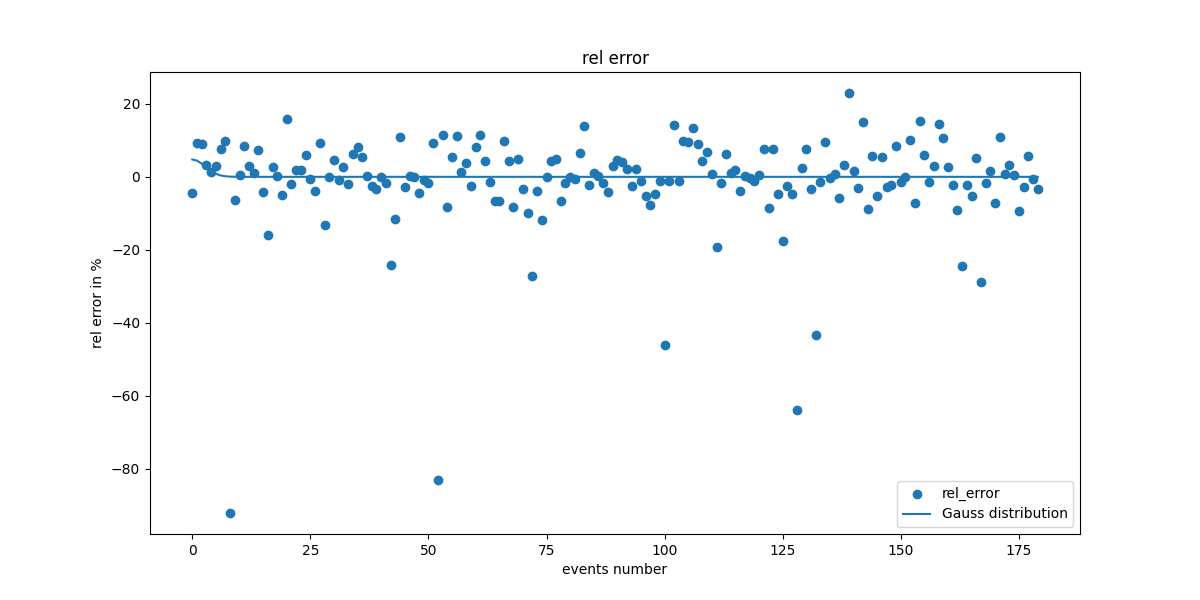 rel error
rel error in %
20
0
−20
−40
−60
−80
0 25 50 75 100 125 150 175
events number
rel_error
Gauss distribution